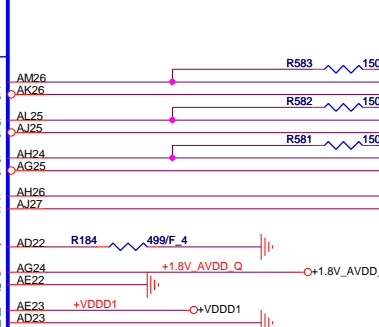 R583 150
AM26
AK26
R582 150
AL25
AJ25
R581 150
AH24
AG25
AH26
AJ27
AD22 R184 499/F_4
AG24 +1.8V_AVDD_Q +1.8V_AVDD_
AE22
AE23 +VDDD1 +VDDD1
AD23